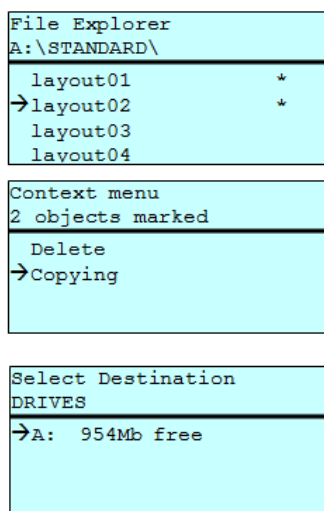 File Explorer
A:\STANDARD\
layout01 *
→layout02 *
layout03
layout04
Context menu
2 objects marked
Delete
→Copying
Select Destination
DRIVES
→A: 954Mb free